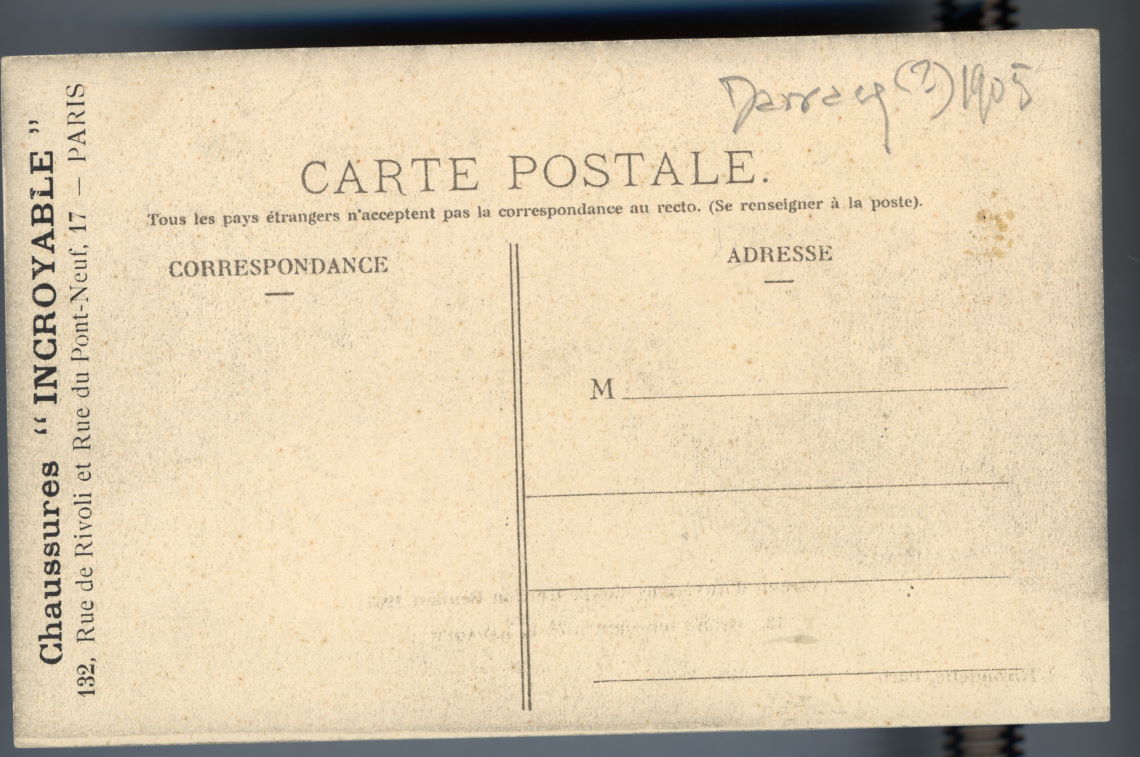 Darracq (?) 1905
CARTE POSTALE.
Tous les pays étrangers n'acceptent pas la correspondance au recto. (Se renseigner à la poste).
CORRESPONDANCE
ADRESSE
M
Chaussures “ INCROYABLE ”
132, Rue de Rivoli et Rue du Pont-Neuf, 17 — PARIS